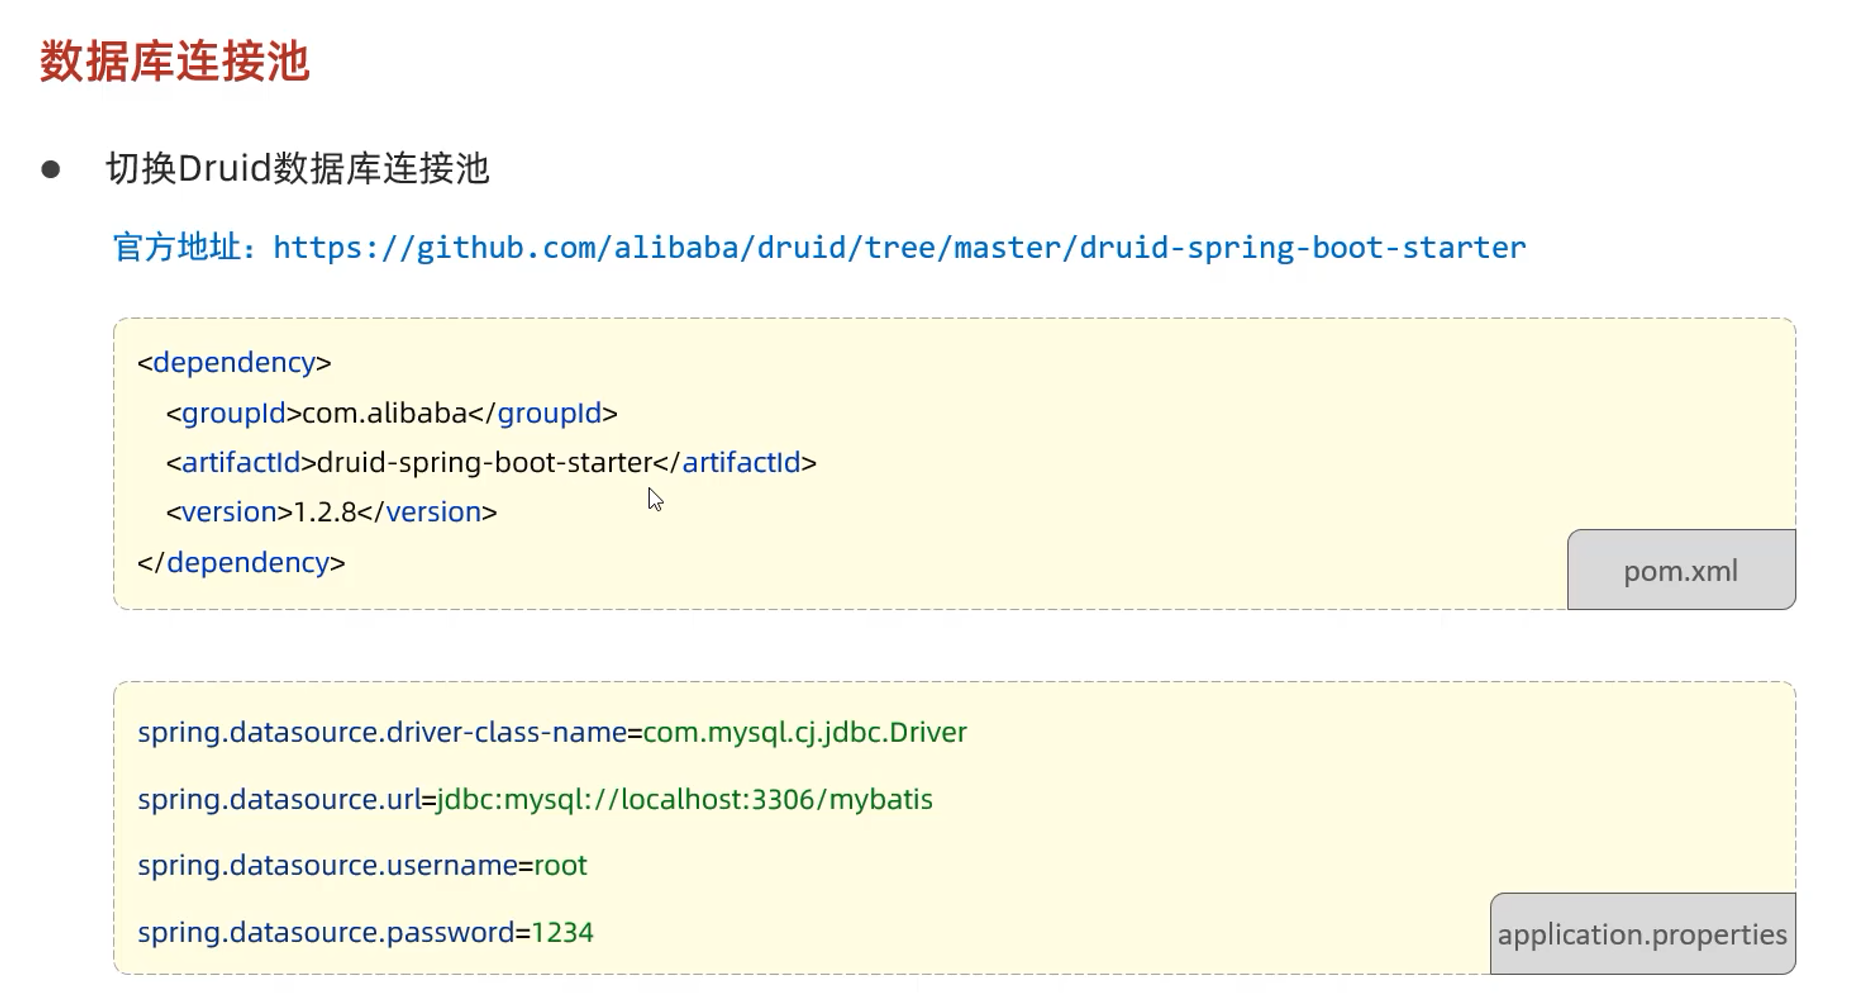 数据库连接池
● 切换Druid数据库连接池
官方地址：https://github.com/alibaba/druid/tree/master/druid-spring-boot-starter
<dependency>
<groupId>com.alibaba</groupId>
<artifactId>druid-spring-boot-starter</artifactId>
<version>1.2.8</version>
</dependency>
pom.xml
spring.datasource.driver-class-name=com.mysql.cj.jdbc.Driver
spring.datasource.url=jdbc:mysql://localhost:3306/mybatis
spring.datasource.username=root
spring.datasource.password=1234
application.properties